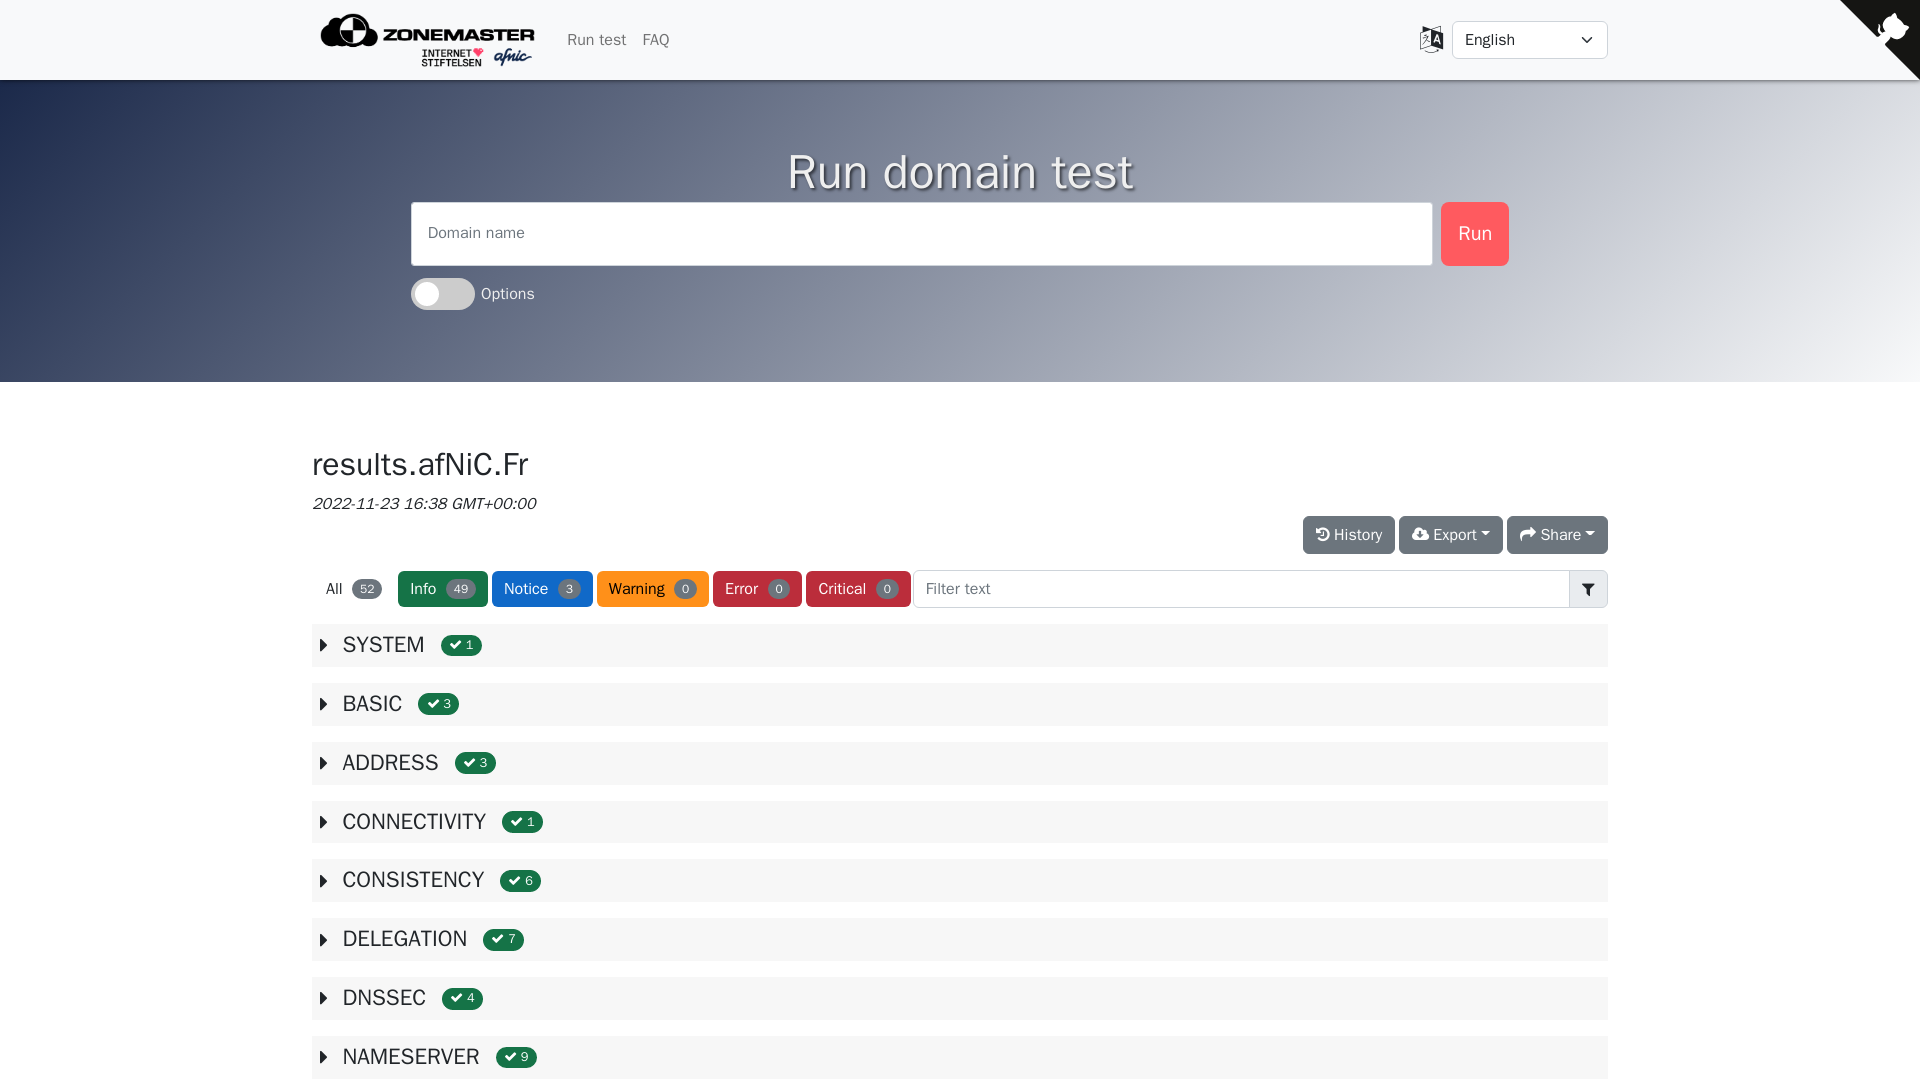 ZONEMASTER
INTERNET
STIFTELSEN
afnic
Run test
FAQ
English
Run domain test
Domain name
Run
Options
results.afNiC.Fr
2022-11-23 16:38 GMT+00:00
History
Export
Share
All 52
Info 49
Notice 3
Warning 0
Error 0
Critical 0
Filter text
SYSTEM 1
BASIC 3
ADDRESS 3
CONNECTIVITY 1
CONSISTENCY 6
DELEGATION 7
DNSSEC 4
NAMESERVER 9